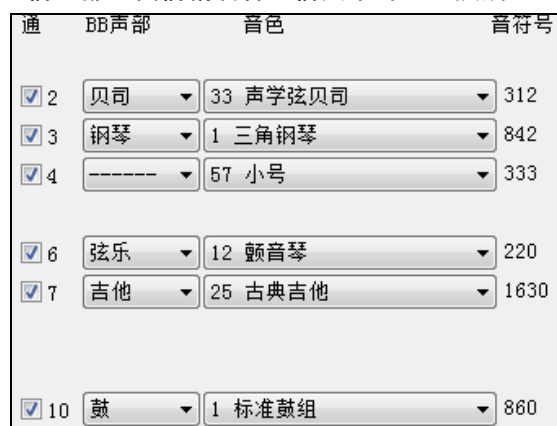 通 BB声部 音色 音符号
2 贝司 33 声学弦贝司 312
3 钢琴 1 三角钢琴 842
4 ------ 57 小号 333
6 弦乐 12 颤音琴 220
7 吉他 25 古典吉他 1630
10 鼓 1 标准鼓组 860